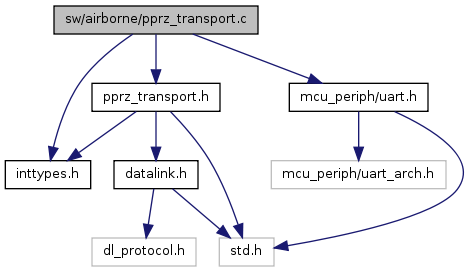 sw/airborne/pprz_transport.c
pprz_transport.h
mcu_periph/uart.h
inttypes.h
datalink.h
mcu_periph/uart_arch.h
dl_protocol.h
std.h